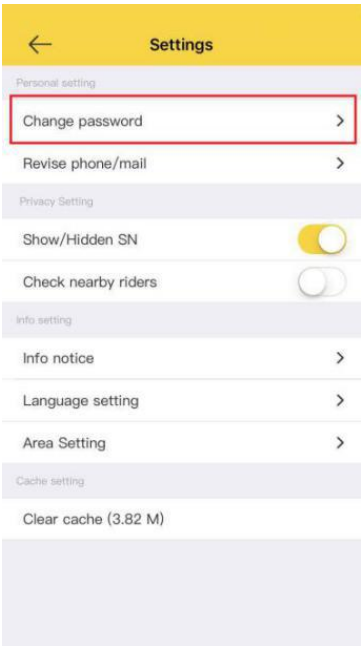 Settings
Personal setting
Change password
Revise phone/mail
Privacy Setting
Show/Hidden SN
Check nearby riders
Info setting
Info notice
Language setting
Area Setting
Cache setting
Clear cache (3.82 M)